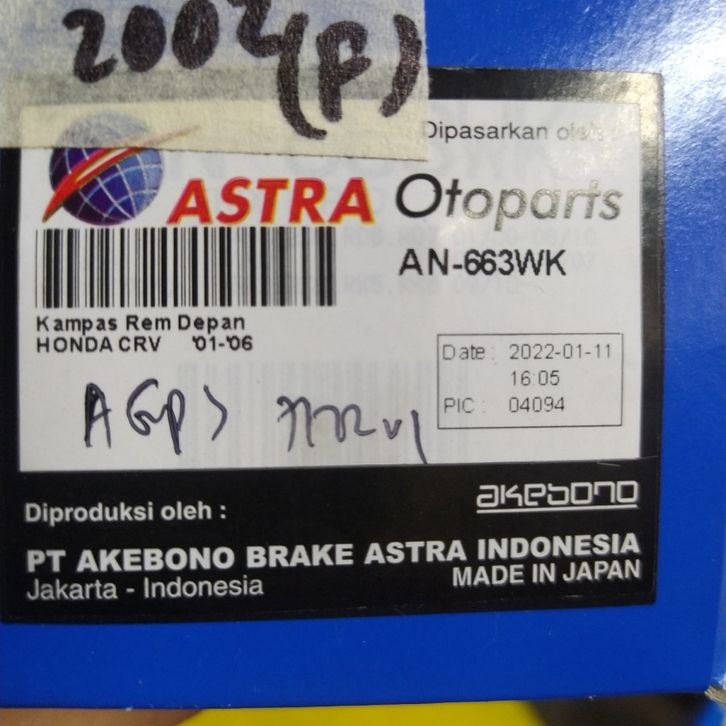 2002 (F)
Dipasarkan oleh :
ASTRA Otoparts
AN-663WK
Kampas Rem Depan
HONDA CRV '01-'06
Date : 2022-01-11
16:05
PIC : 04094
akebono
Diproduksi oleh :
PT AKEBONO BRAKE ASTRA INDONESIA
Jakarta - Indonesia
MADE IN JAPAN